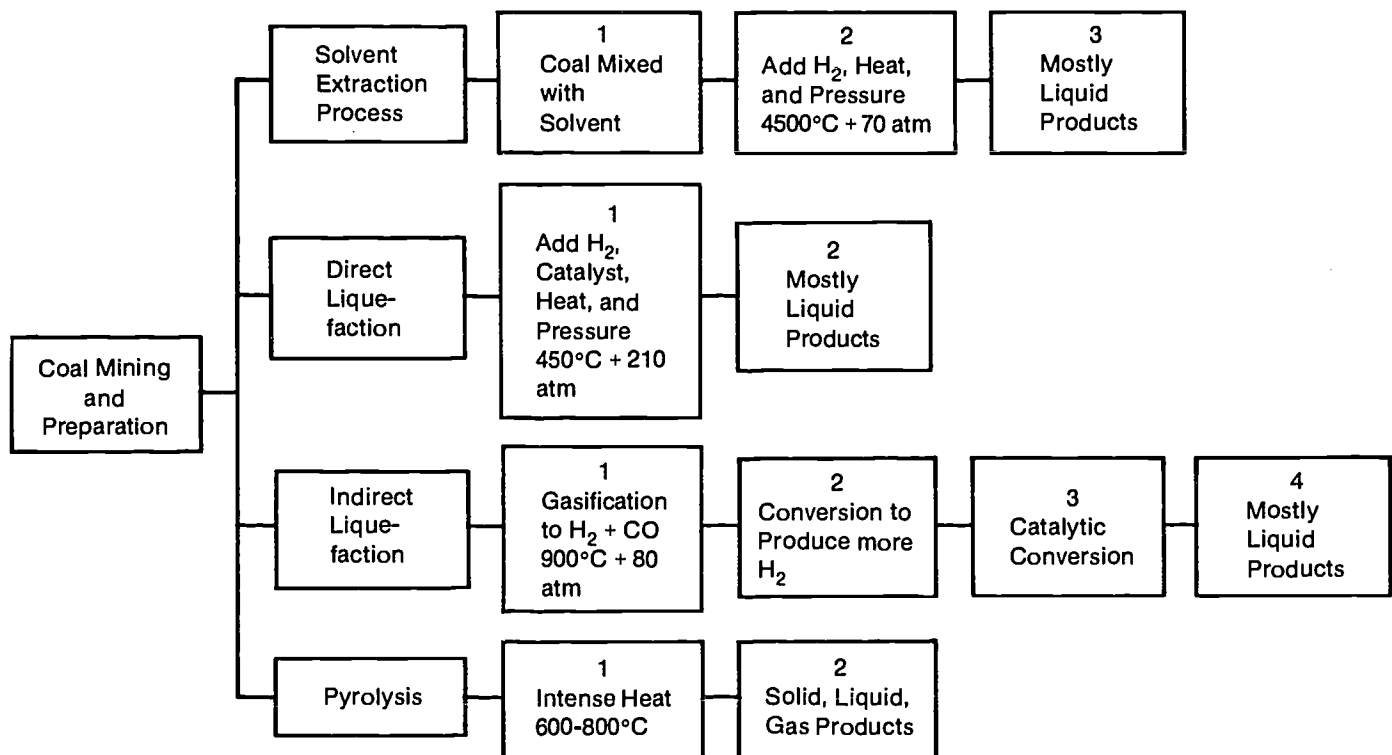 Solvent
Extraction
Process
1
Coal Mixed
with
Solvent
2
Add H₂, Heat,
and Pressure
4500°C + 70 atm
3
Mostly
Liquid
Products
Direct
Lique-
faction
1
Add H₂,
Catalyst,
Heat, and
Pressure
450°C + 210
atm
2
Mostly
Liquid
Products
Coal Mining
and
Preparation
Indirect
Lique-
faction
1
Gasification
to H₂ + CO
900°C + 80
atm
2
Conversion to
Produce more
H₂
3
Catalytic
Conversion
4
Mostly
Liquid
Products
Pyrolysis
1
Intense Heat
600-800°C
2
Solid, Liquid,
Gas Products